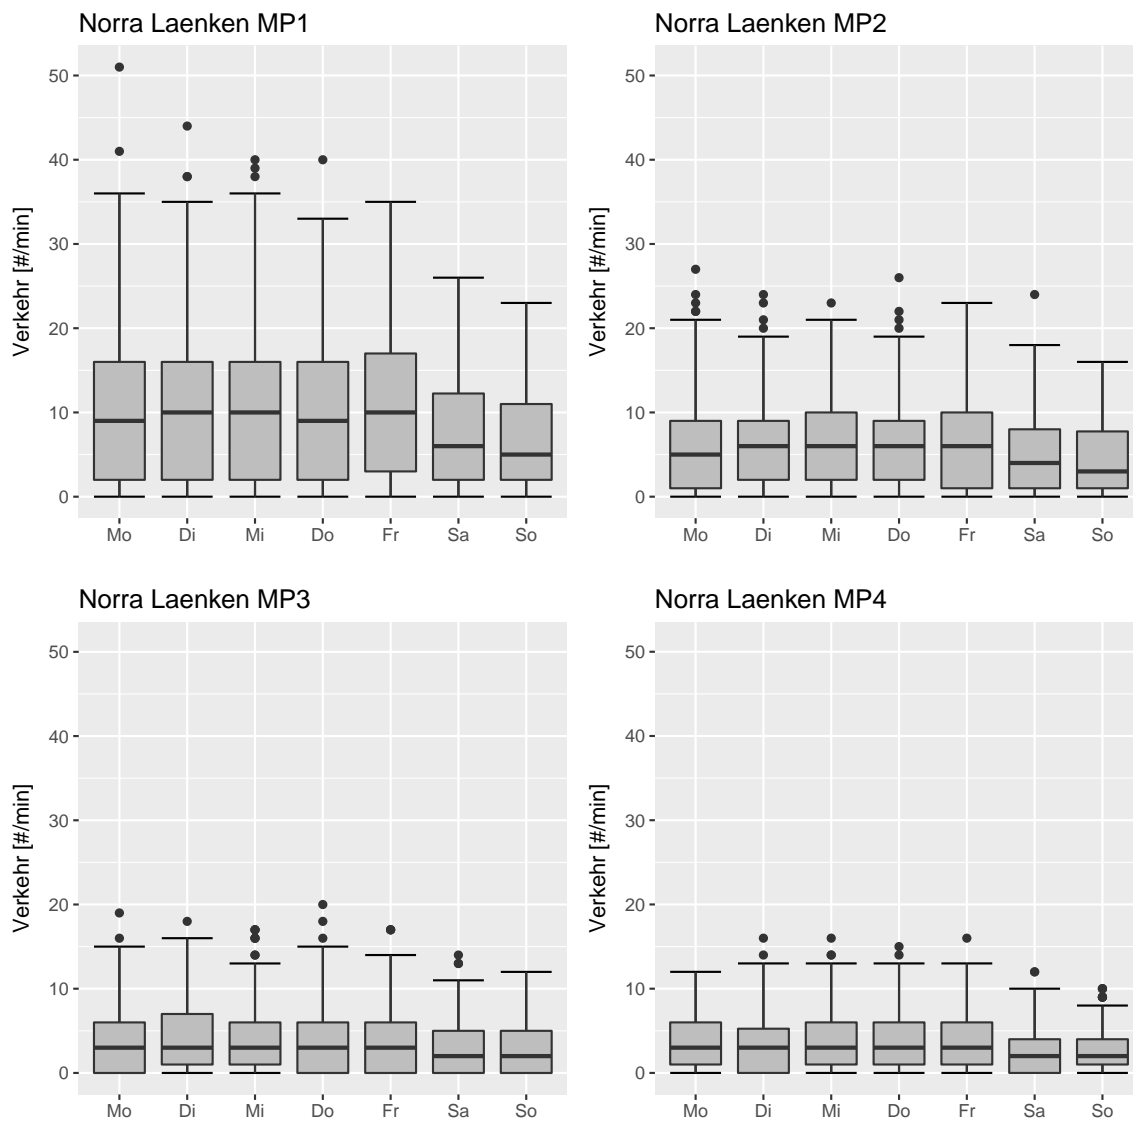 Norra Laenken MP1
Norra Laenken MP2
50
40
30
20
10
0
Verkehr [#/min]
Mo Di Mi Do Fr Sa So
50
40
30
20
10
0
Verkehr [#/min]
Mo Di Mi Do Fr Sa So
Norra Laenken MP3
Norra Laenken MP4
50
40
30
20
10
0
Verkehr [#/min]
Mo Di Mi Do Fr Sa So
50
40
30
20
10
0
Verkehr [#/min]
Mo Di Mi Do Fr Sa So